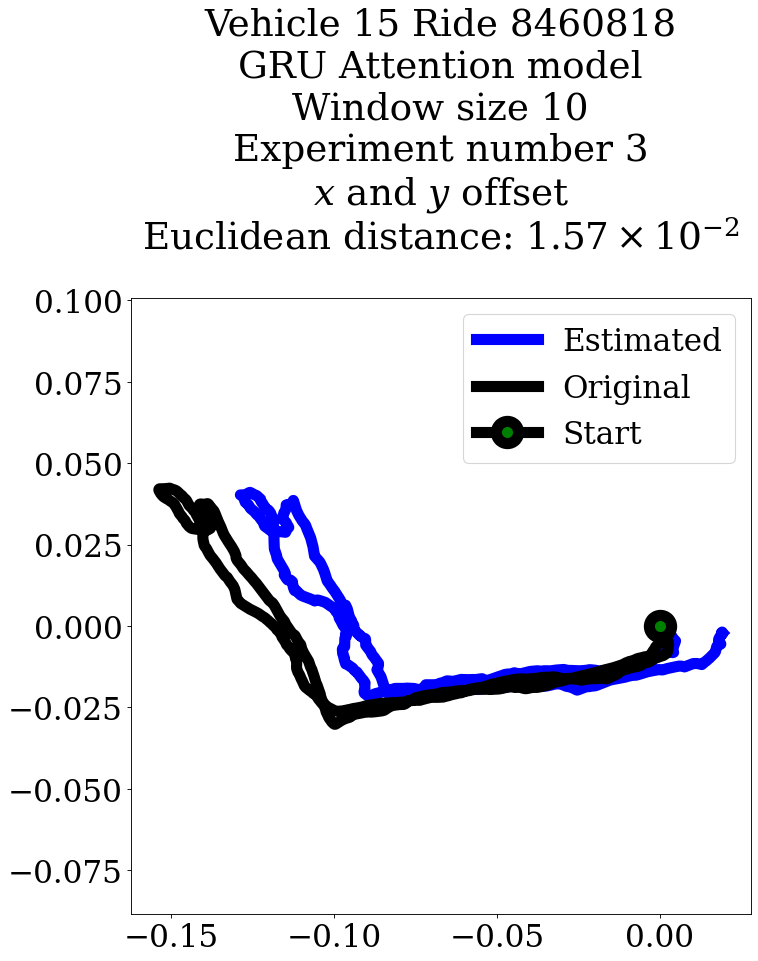 Vehicle 15 Ride 8460818
GRU Attention model
Window size 10
Experiment number 3
x and y offset
Euclidean distance: 1.57 × 10⁻²
Estimated
Original
Start
0.100
0.075
0.050
0.025
0.000
−0.025
−0.050
−0.075
−0.15 −0.10 −0.05 0.00